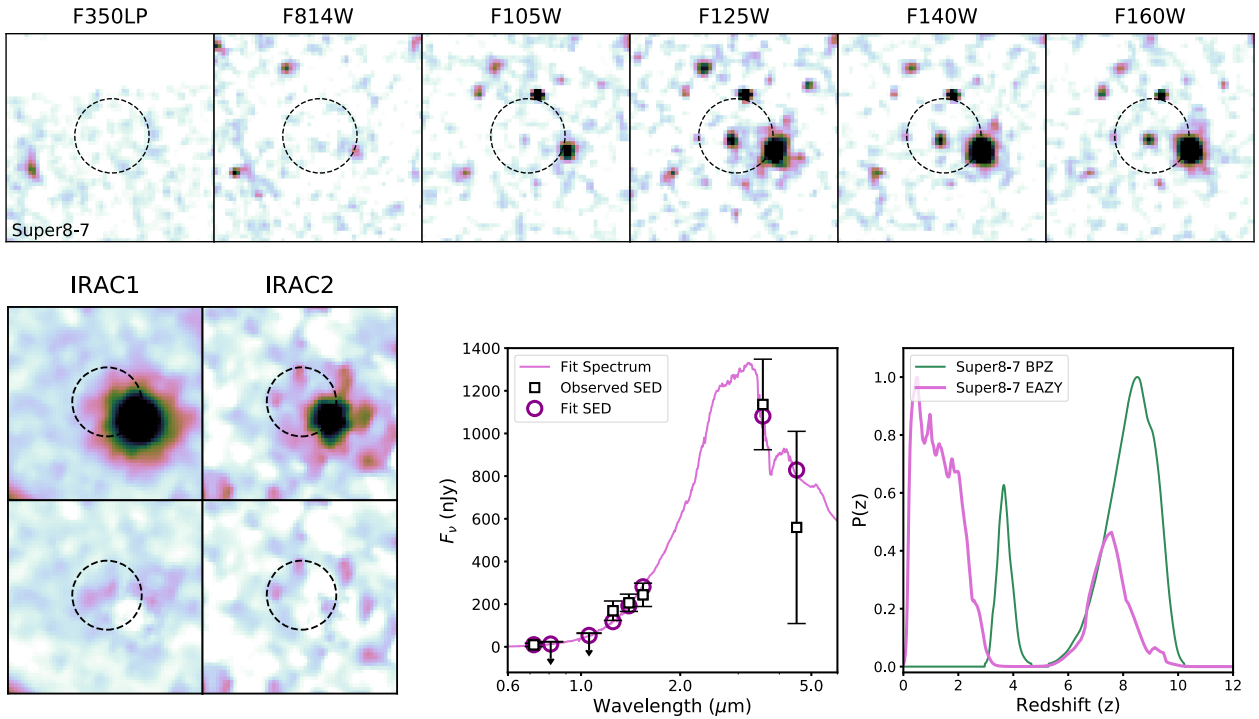 F350LP
F814W
F105W
F125W
F140W
F160W
Super8-7
IRAC1
IRAC2
1400
1200
1000
800
600
400
200
0
F_ν (nJy)
Fit Spectrum
Observed SED
Fit SED
0.6
1.0
2.0
5.0
Wavelength (μm)
1.0
0.8
0.6
0.4
0.2
0.0
P(z)
Super8-7 BPZ
Super8-7 EAZY
0
2
4
6
8
10
12
Redshift (z)